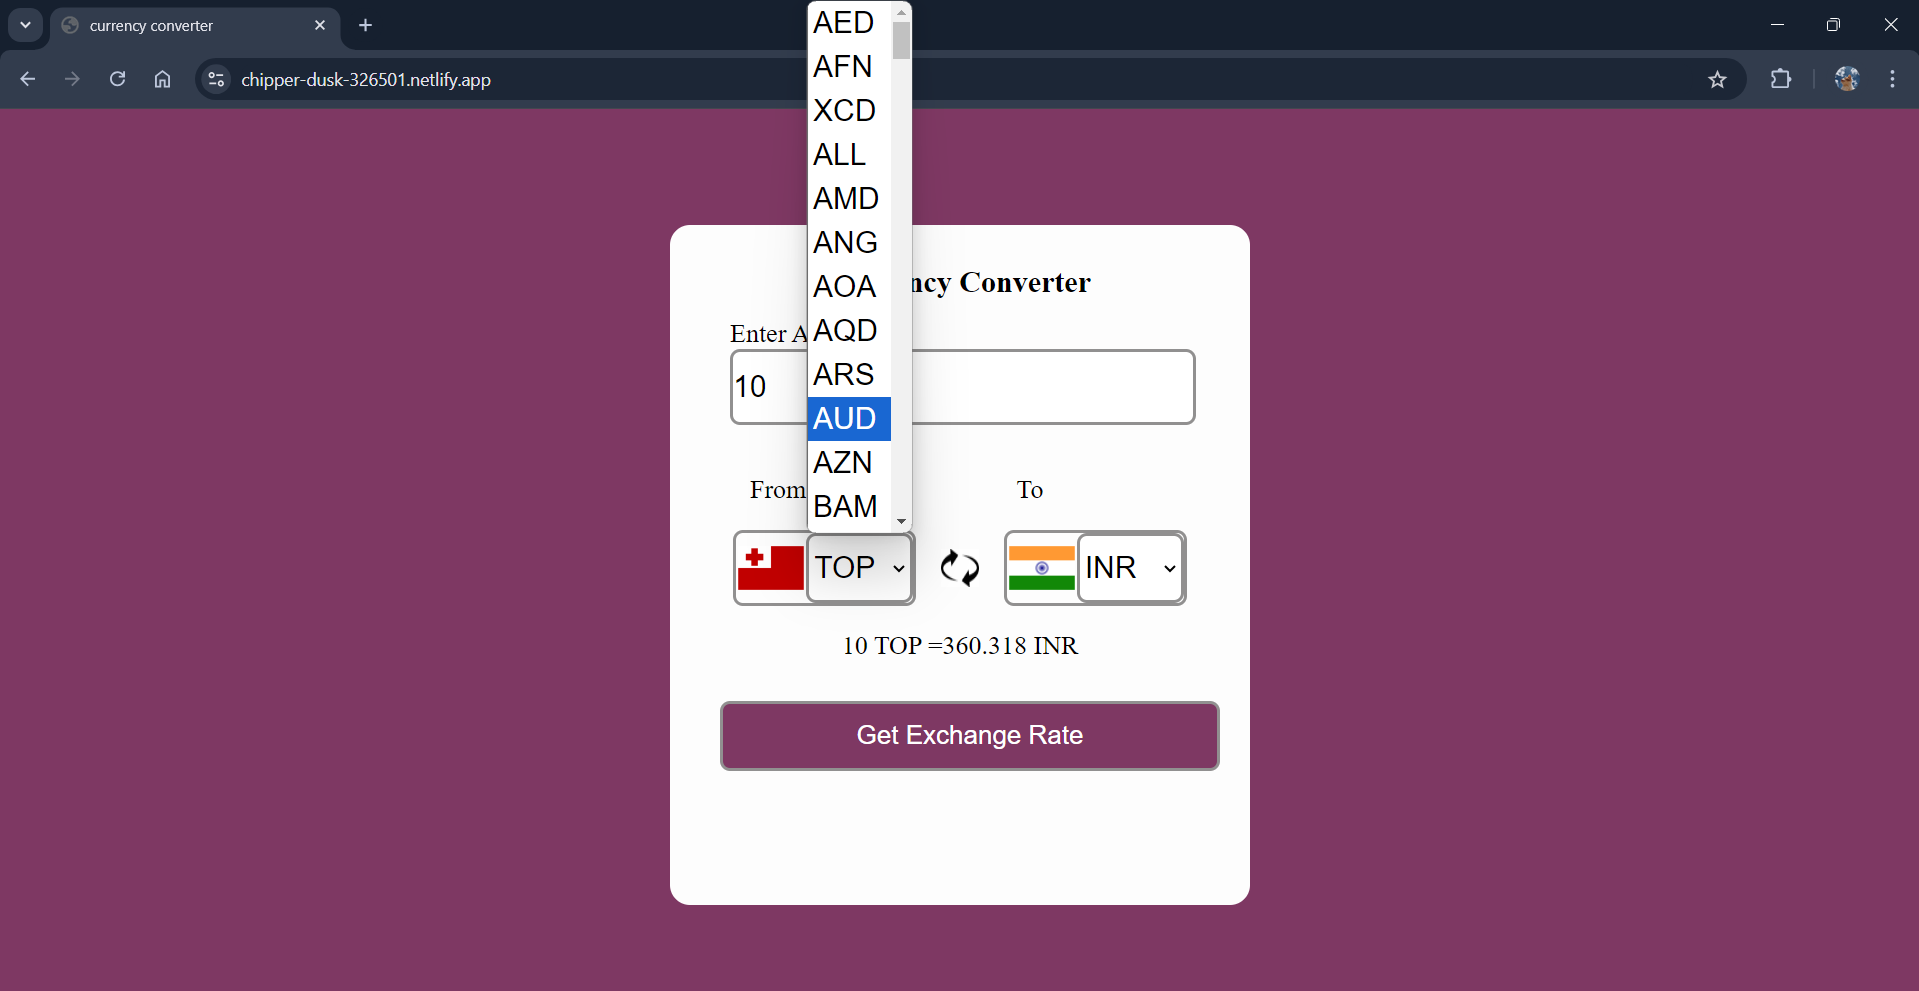 currency converter
chipper-dusk-326501.netlify.app
AED
AFN
XCD
ALL
AMD
ANG
AOA
AQD
ARS
AUD
AZN
BAM
ncy Converter
Enter A
10
From
To
TOP
INR
10 TOP =360.318 INR
Get Exchange Rate